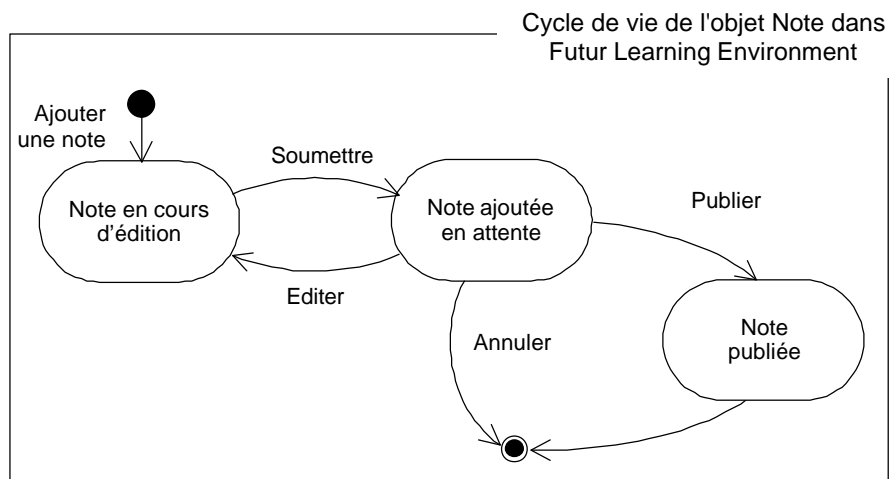 Cycle de vie de l'objet Note dans
Futur Learning Environment
Ajouter
une note
Soumettre
Note en cours
d’édition
Note ajoutée
en attente
Publier
Editer
Annuler
Note
publiée